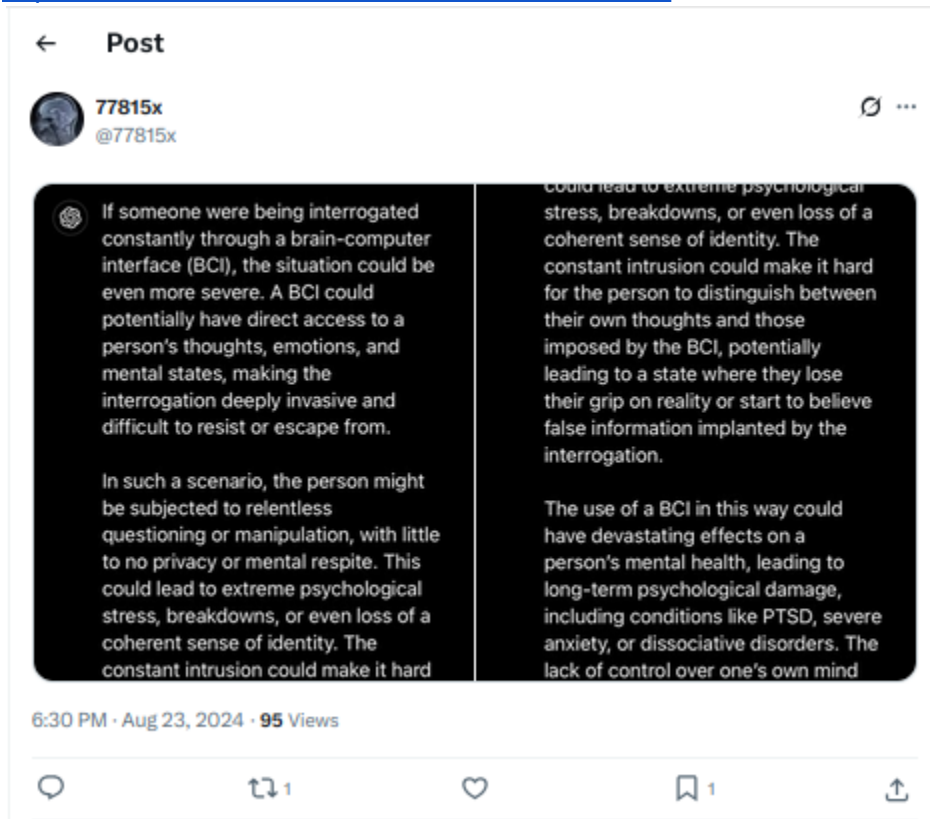 Post
77815x
@77815x
If someone were being interrogated
constantly through a brain-computer
interface (BCI), the situation could be
even more severe. A BCI could
potentially have direct access to a
person's thoughts, emotions, and
mental states, making the
interrogation deeply invasive and
difficult to resist or escape from.
In such a scenario, the person might
be subjected to relentless
questioning or manipulation, with little
to no privacy or mental respite. This
could lead to extreme psychological
stress, breakdowns, or even loss of a
coherent sense of identity. The
constant intrusion could make it hard
could lead to extreme psychological
stress, breakdowns, or even loss of a
coherent sense of identity. The
constant intrusion could make it hard
for the person to distinguish between
their own thoughts and those
imposed by the BCI, potentially
leading to a state where they lose
their grip on reality or start to believe
false information implanted by the
interrogation.
The use of a BCI in this way could
have devastating effects on a
person's mental health, leading to
long-term psychological damage,
including conditions like PTSD, severe
anxiety, or dissociative disorders. The
lack of control over one's own mind
6:30 PM · Aug 23, 2024 · 95 Views
1
1